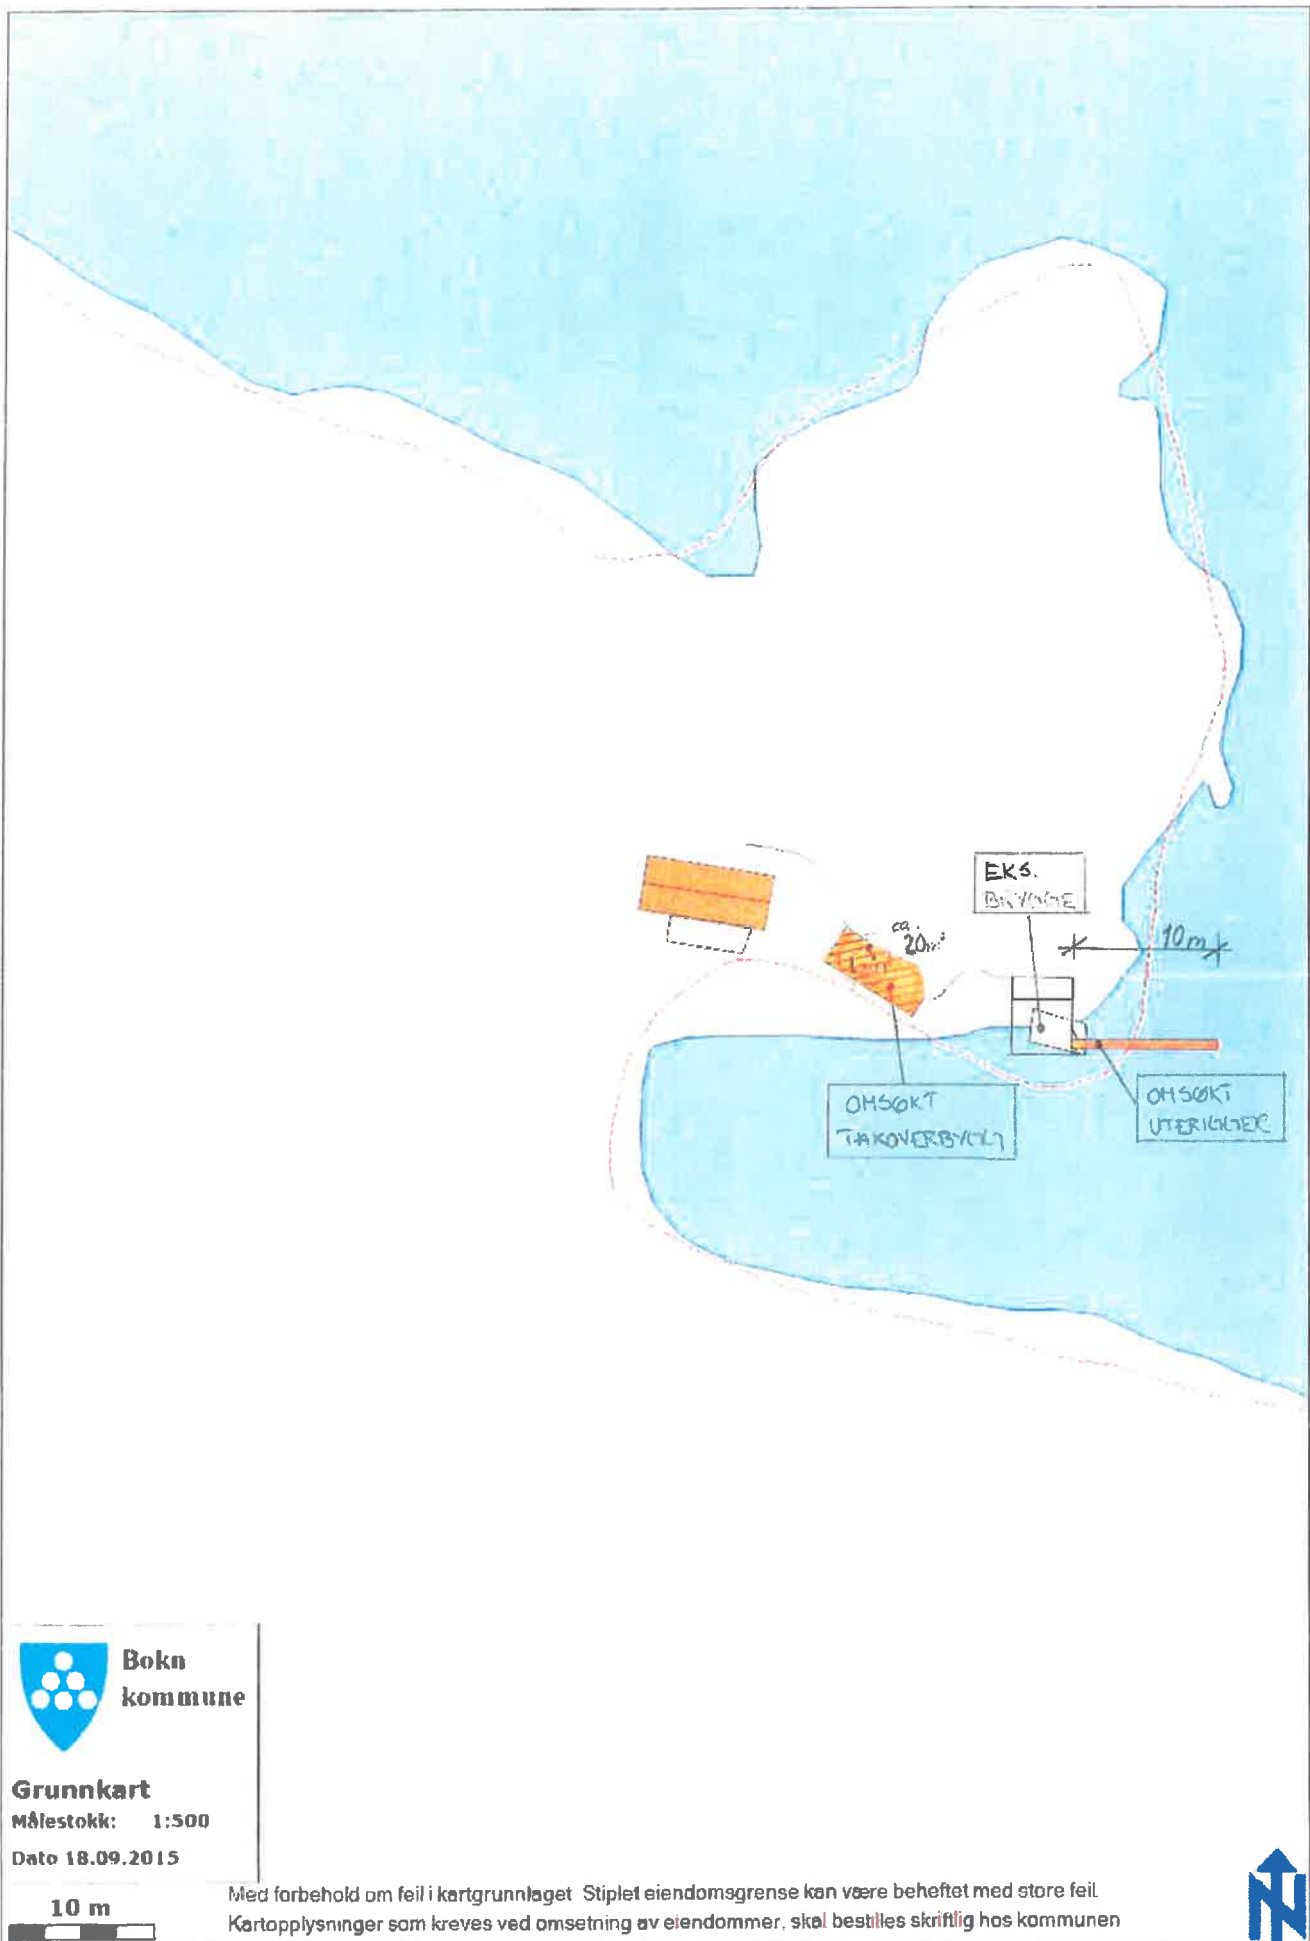 EKS.
BRYGGE
ca.
20m²
10m
OMSØKT
TAKOVERBYGG
OMSØKT
UTERIGGER
Bokn
kommune
Grunnkart
Målestokk: 1:500
Dato 18.09.2015
10 m
Med forbehold om feil i kartgrunnlaget Stiplet eiendomsgrense kan være beheftet med store feil
Kartopplysninger som kreves ved omsetning av eiendommer, skal bestilles skriftlig hos kommunen
N